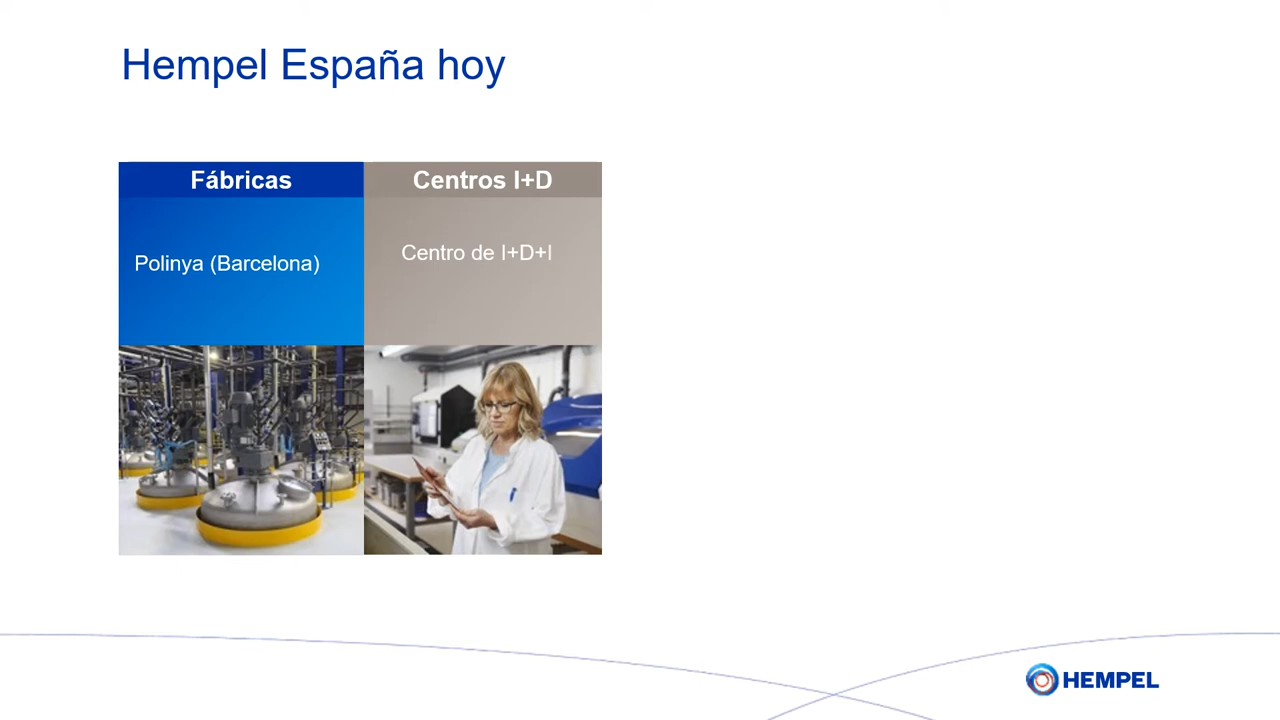 Hempel España hoy
Fábricas
Centros I+D
Polinya (Barcelona)
Centro de I+D+I
HEMPEL